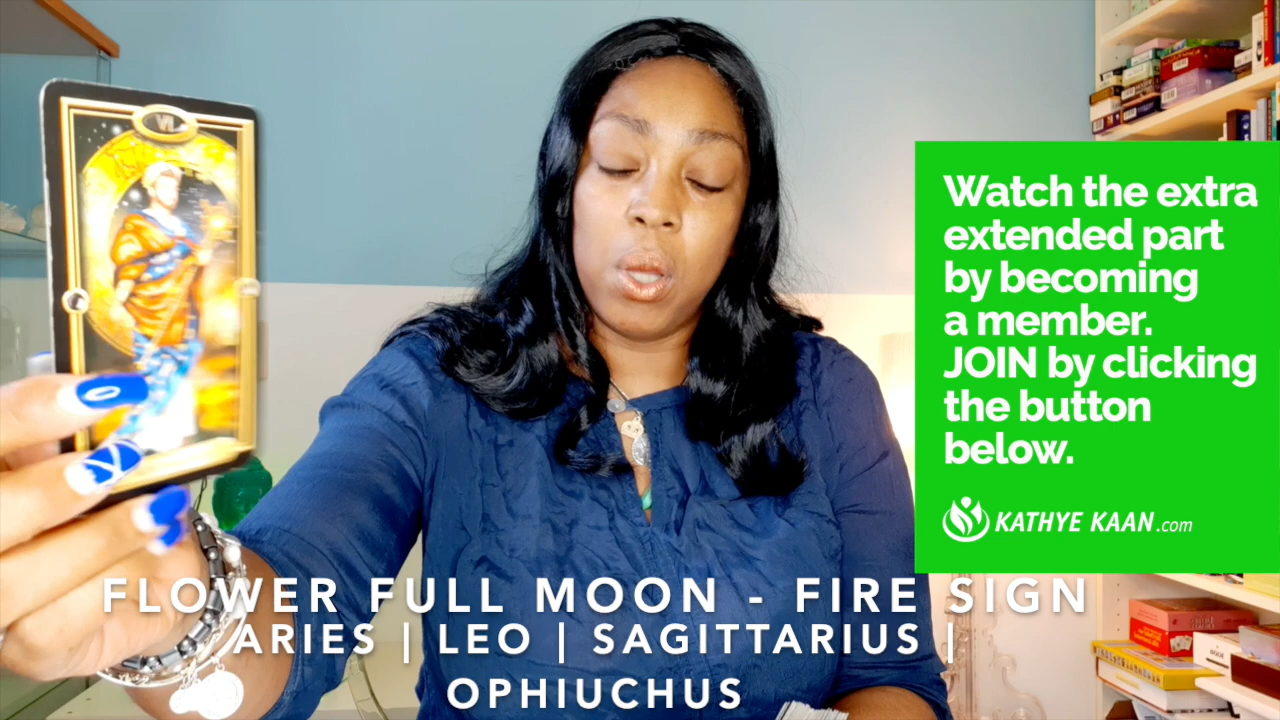 VI
Watch the extra
extended part
by becoming
a member.
JOIN by clicking
the button
below.
KATHYE KAAN.com
FLOWER FULL MOON - FIRE SIGN
ARIES | LEO | SAGITTARIUS |
OPHIUCHUS